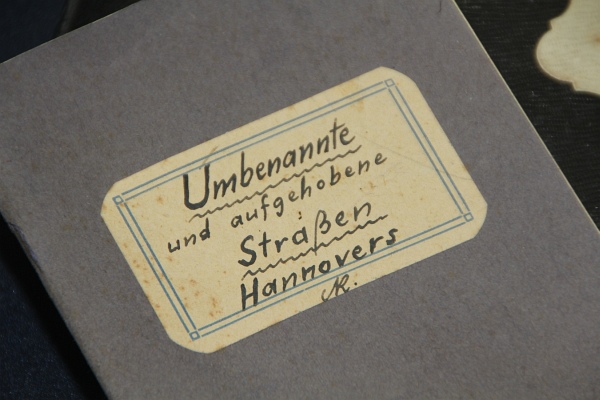 Umbenannte
und aufgehobene
Straßen
Hannovers